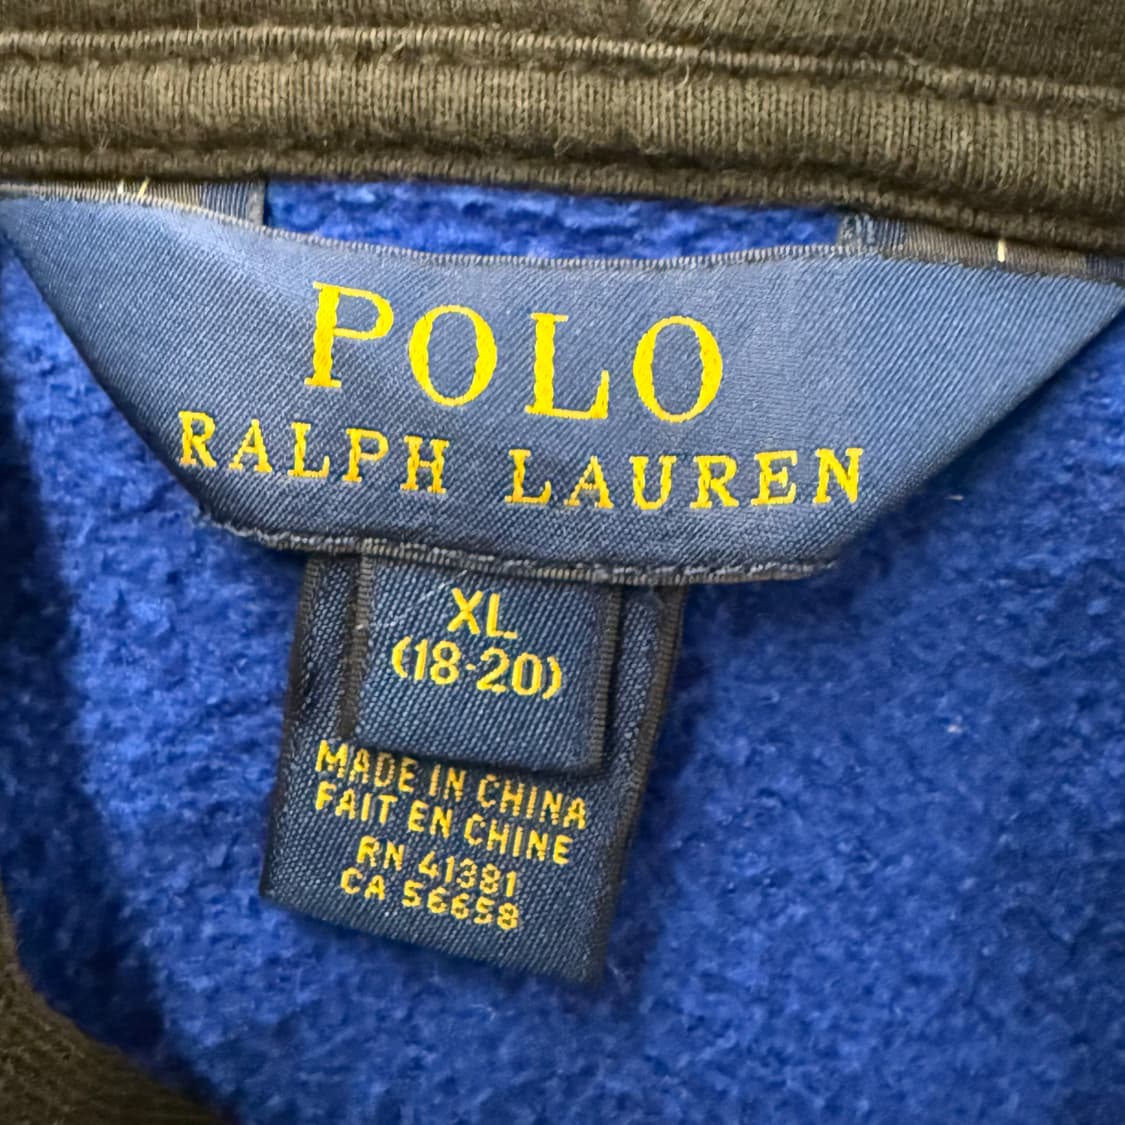 POLO
RALPH LAUREN
XL
(18-20)
MADE IN CHINA
FAIT EN CHINE
RN 41381
CA 56658